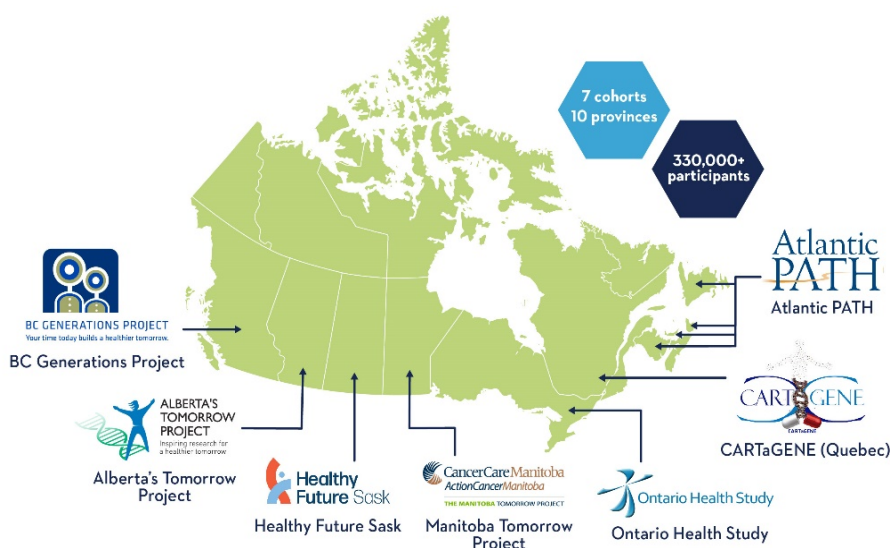 7 cohorts
10 provinces
330,000+
participants
Atlantic
PATH
Atlantic PATH
BC GENERATIONS PROJECT
Your time today builds a healthier tomorrow.
BC Generations Project
CARTaGENE
CARTaGENE
CARTaGENE (Quebec)
ALBERTA'S
TOMORROW
PROJECT
Inspiring research for
a healthier tomorrow
Alberta's Tomorrow
Project
Healthy
Future Sask
Healthy Future Sask
CancerCareManitoba
ActionCancerManitoba
THE MANITOBA TOMORROW PROJECT
Manitoba Tomorrow
Project
Ontario Health Study
Ontario Health Study